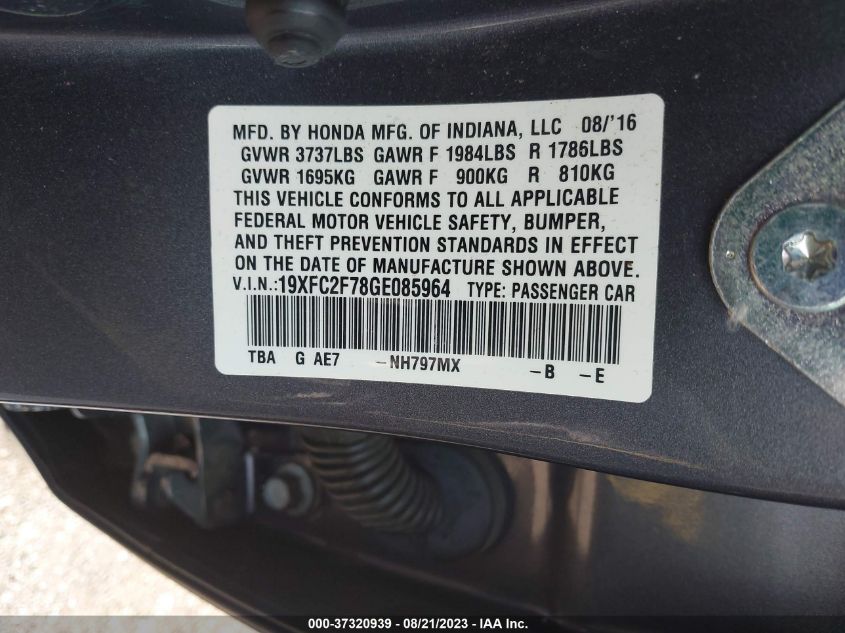 MFD. BY HONDA MFG. OF INDIANA, LLC 08/'16
GVWR 3737LBS GAWR F 1984LBS R 1786LBS
GVWR 1695KG GAWR F 900KG R 810KG
THIS VEHICLE CONFORMS TO ALL APPLICABLE
FEDERAL MOTOR VEHICLE SAFETY, BUMPER,
AND THEFT PREVENTION STANDARDS IN EFFECT
ON THE DATE OF MANUFACTURE SHOWN ABOVE.
V.I.N.:19XFC2F78GE085964 TYPE: PASSENGER CAR
TBA G AE7 -NH797MX -B -E
000-37320939 - 08/21/2023 - IAA Inc.